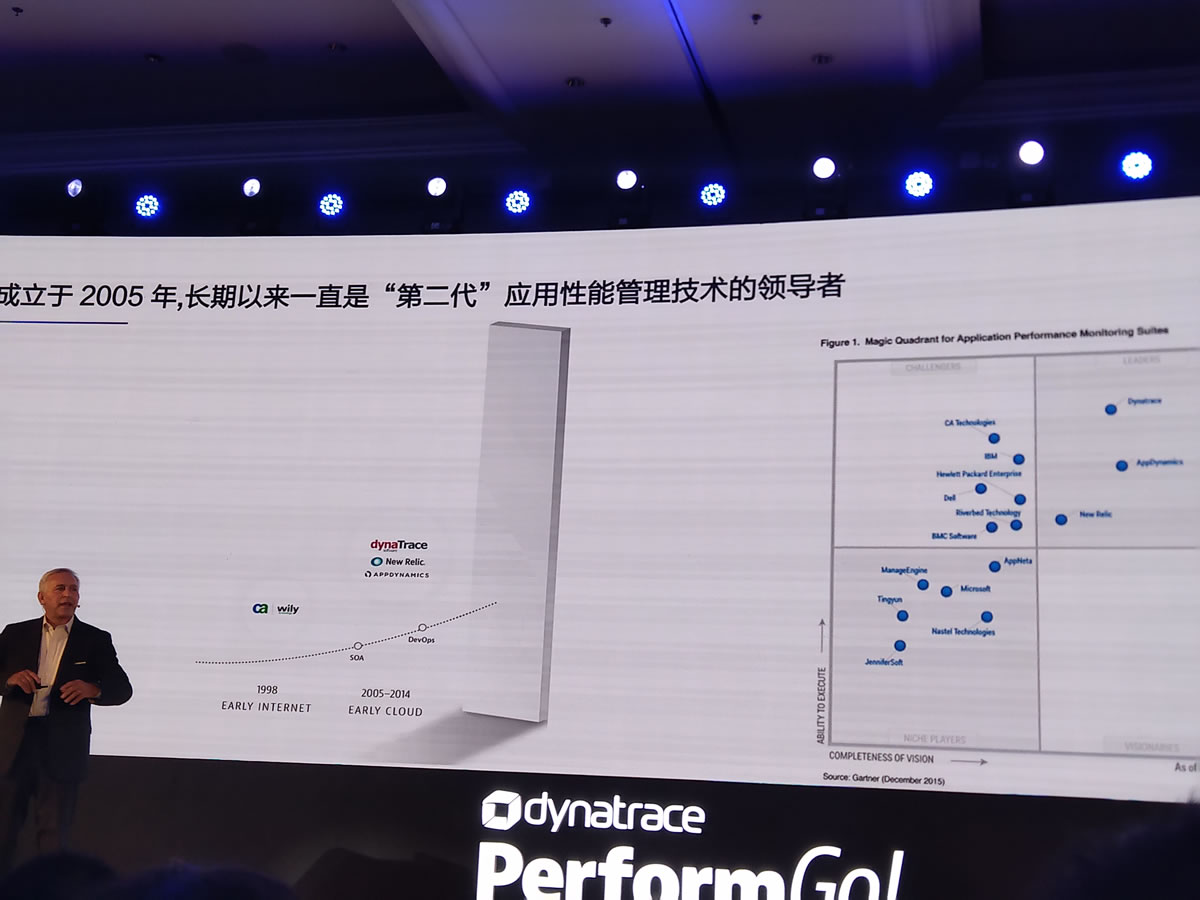 成立于 2005 年,长期以来一直是“第二代”应用性能管理技术的领导者
Figure 1. Magic Quadrant for Application Performance Monitoring Suites
CHALLENGERS
LEADERS
Dynatrace
CA Technologies
IBM
AppDynamics
Hewlett Packard Enterprise
Dell
Riverbed Technology
New Relic
BMC Software
AppNeta
ManageEngine
Microsoft
Tingyun
Nastel Technologies
JenniferSoft
ABILITY TO EXECUTE
NICHE PLAYERS
VISIONARIES
COMPLETENESS OF VISION
As of
Source: Gartner (December 2015)
dynaTrace
software
New Relic.
APPDYNAMICS
ca wily
SOA
DevOps
1998
EARLY INTERNET
2005–2014
EARLY CLOUD
dynatrace
Perform Go!